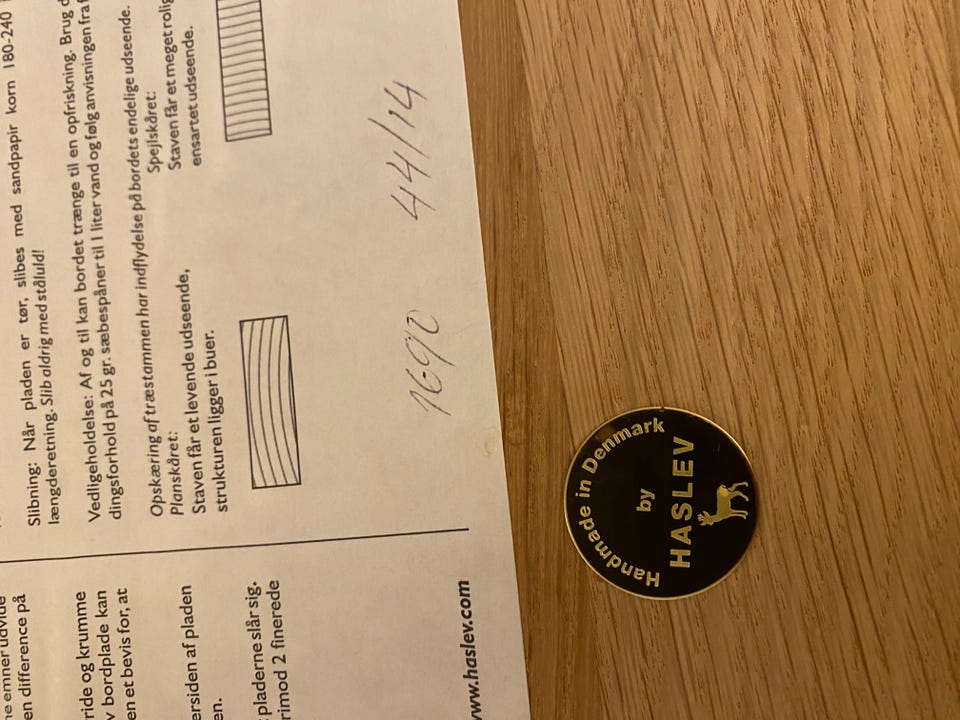 Slibning: Når pladen er tør, slibes med sandpapir korn 180-240
længderetning. Slib aldrig med ståluld!
Vedligeholdelse: Af og til kan bordet trænge til en opfriskning. Brug
dingsforhold på 25 gr. sæbespåner til 1 liter vand og følg anvisningen fra
Opskæring af træstammen har indflydelse på bordets endelige udseende.
Planskåret:
Staven får et levende udseende,
strukturen ligger i buer.
Spejlskåret:
Staven får et meget rolig
ensartet udseende.
1690 44/14
emner udvide
en difference på
ride og krumme
bordplade kan
en et bevis for, at
ersiden af pladen
en.
pladerne slår sig.
rimod 2 finerede
www.haslev.com
Handmade in Denmark
by
HASLEV